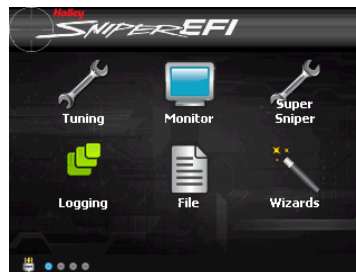 Holley
SNIPER EFI
Tuning
Monitor
Super
Sniper
Logging
File
Wizards